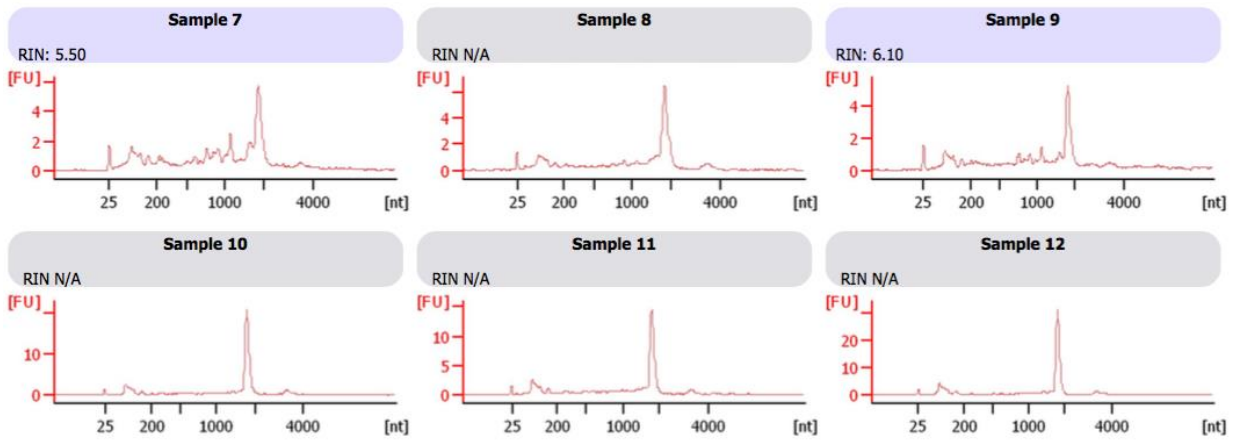 Sample 7
RIN: 5.50
[FU]
4
2
0
25 200 1000 4000 [nt]
Sample 8
RIN N/A
[FU]
4
2
0
25 200 1000 4000 [nt]
Sample 9
RIN: 6.10
[FU]
4
2
0
25 200 1000 4000 [nt]
Sample 10
RIN N/A
[FU]
10
0
25 200 1000 4000 [nt]
Sample 11
RIN N/A
[FU]
10
5
0
25 200 1000 4000 [nt]
Sample 12
RIN N/A
[FU]
20
10
0
25 200 1000 4000 [nt]